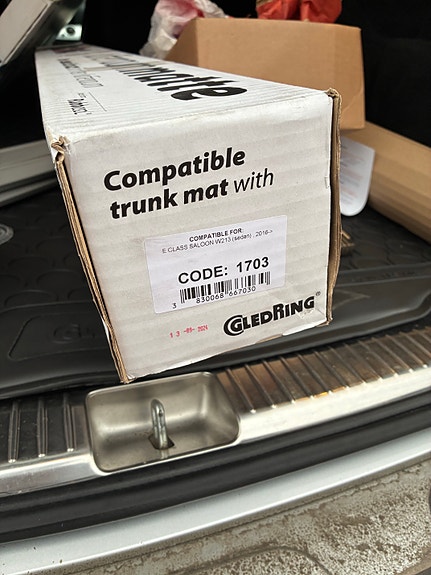 Compatible
trunk mat with
COMPATIBLE FOR:
E CLASS SALOON W213 (sedan) , 2016->
CODE: 1703
3 830068 667030
13 -09- 2024
GLEDRING®